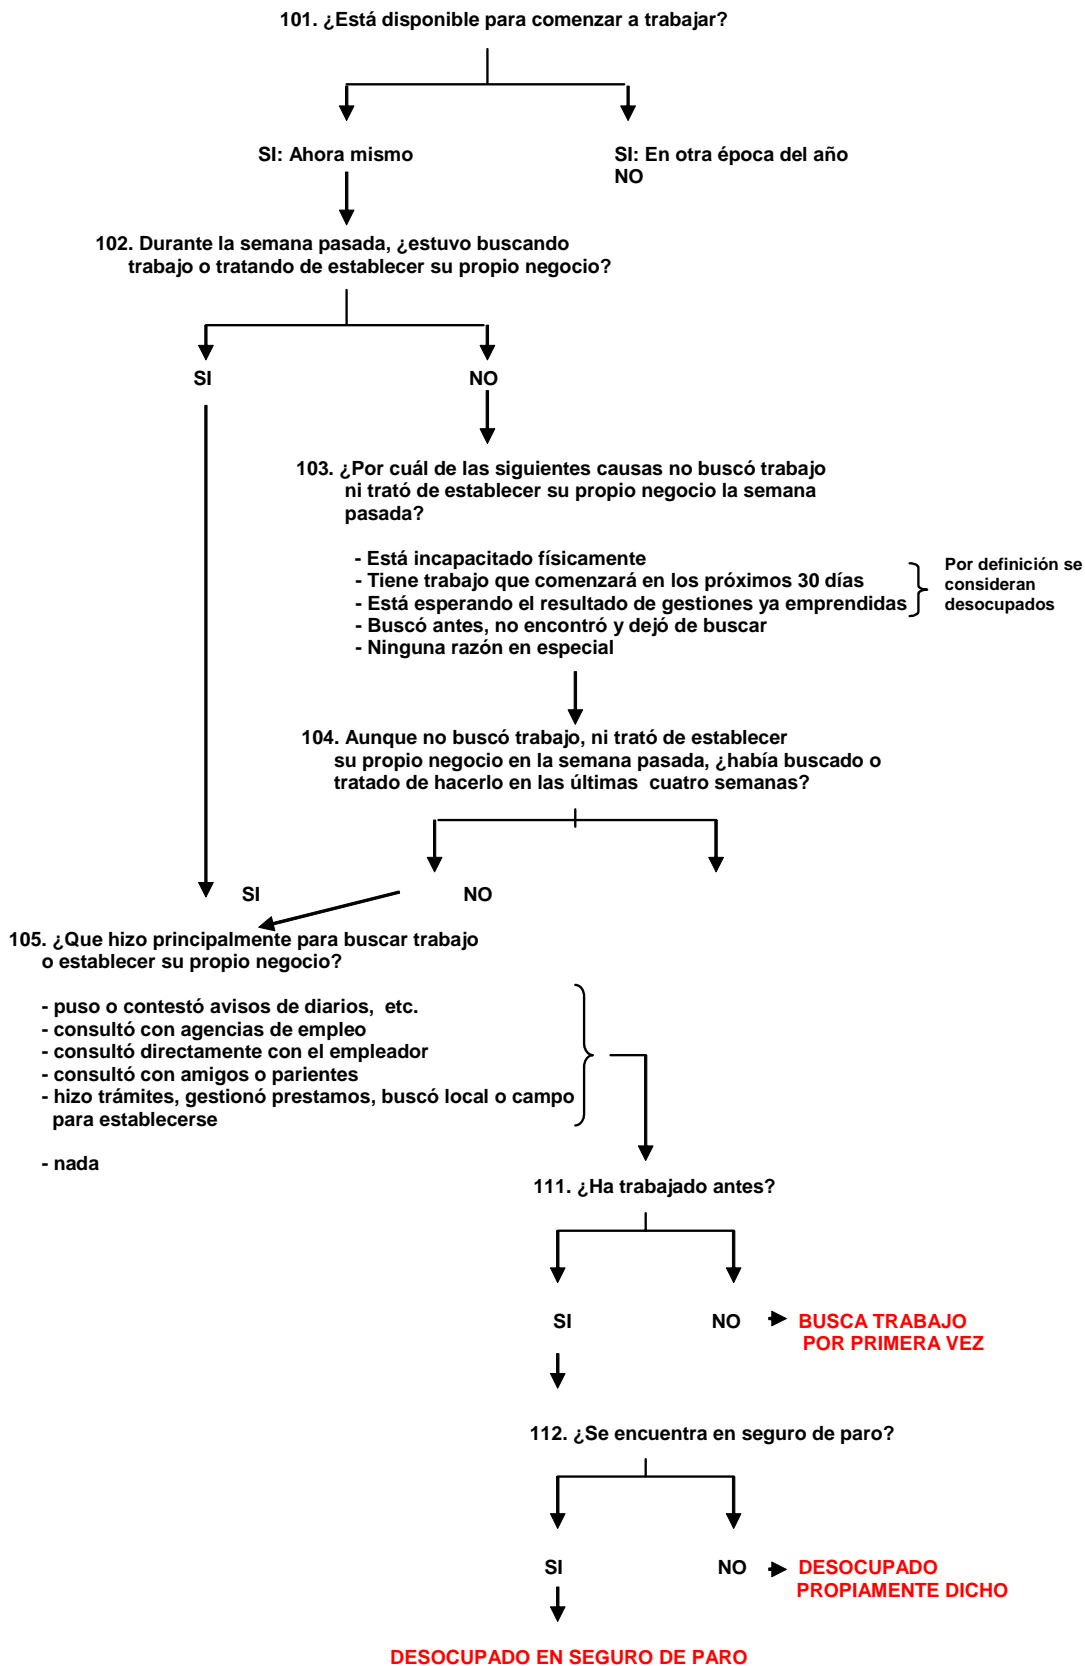 101. ¿Está disponible para comenzar a trabajar?
SI: Ahora mismo
SI: En otra época del año
NO
102. Durante la semana pasada, ¿estuvo buscando
trabajo o tratando de establecer su propio negocio?
SI
NO
103. ¿Por cuál de las siguientes causas no buscó trabajo
ni trató de establecer su propio negocio la semana
pasada?
- Está incapacitado físicamente
- Tiene trabajo que comenzará en los próximos 30 días
- Está esperando el resultado de gestiones ya emprendidas
- Buscó antes, no encontró y dejó de buscar
- Ninguna razón en especial
Por definición se
consideran
desocupados
104. Aunque no buscó trabajo, ni trató de establecer
su propio negocio en la semana pasada, ¿había buscado o
tratado de hacerlo en las últimas cuatro semanas?
SI
NO
105. ¿Que hizo principalmente para buscar trabajo
o establecer su propio negocio?
- puso o contestó avisos de diarios, etc.
- consultó con agencias de empleo
- consultó directamente con el empleador
- consultó con amigos o parientes
- hizo trámites, gestionó prestamos, buscó local o campo
para establecerse
- nada
111. ¿Ha trabajado antes?
SI
NO
BUSCA TRABAJO
POR PRIMERA VEZ
112. ¿Se encuentra en seguro de paro?
SI
NO
DESOCUPADO
PROPIAMENTE DICHO
DESOCUPADO EN SEGURO DE PARO